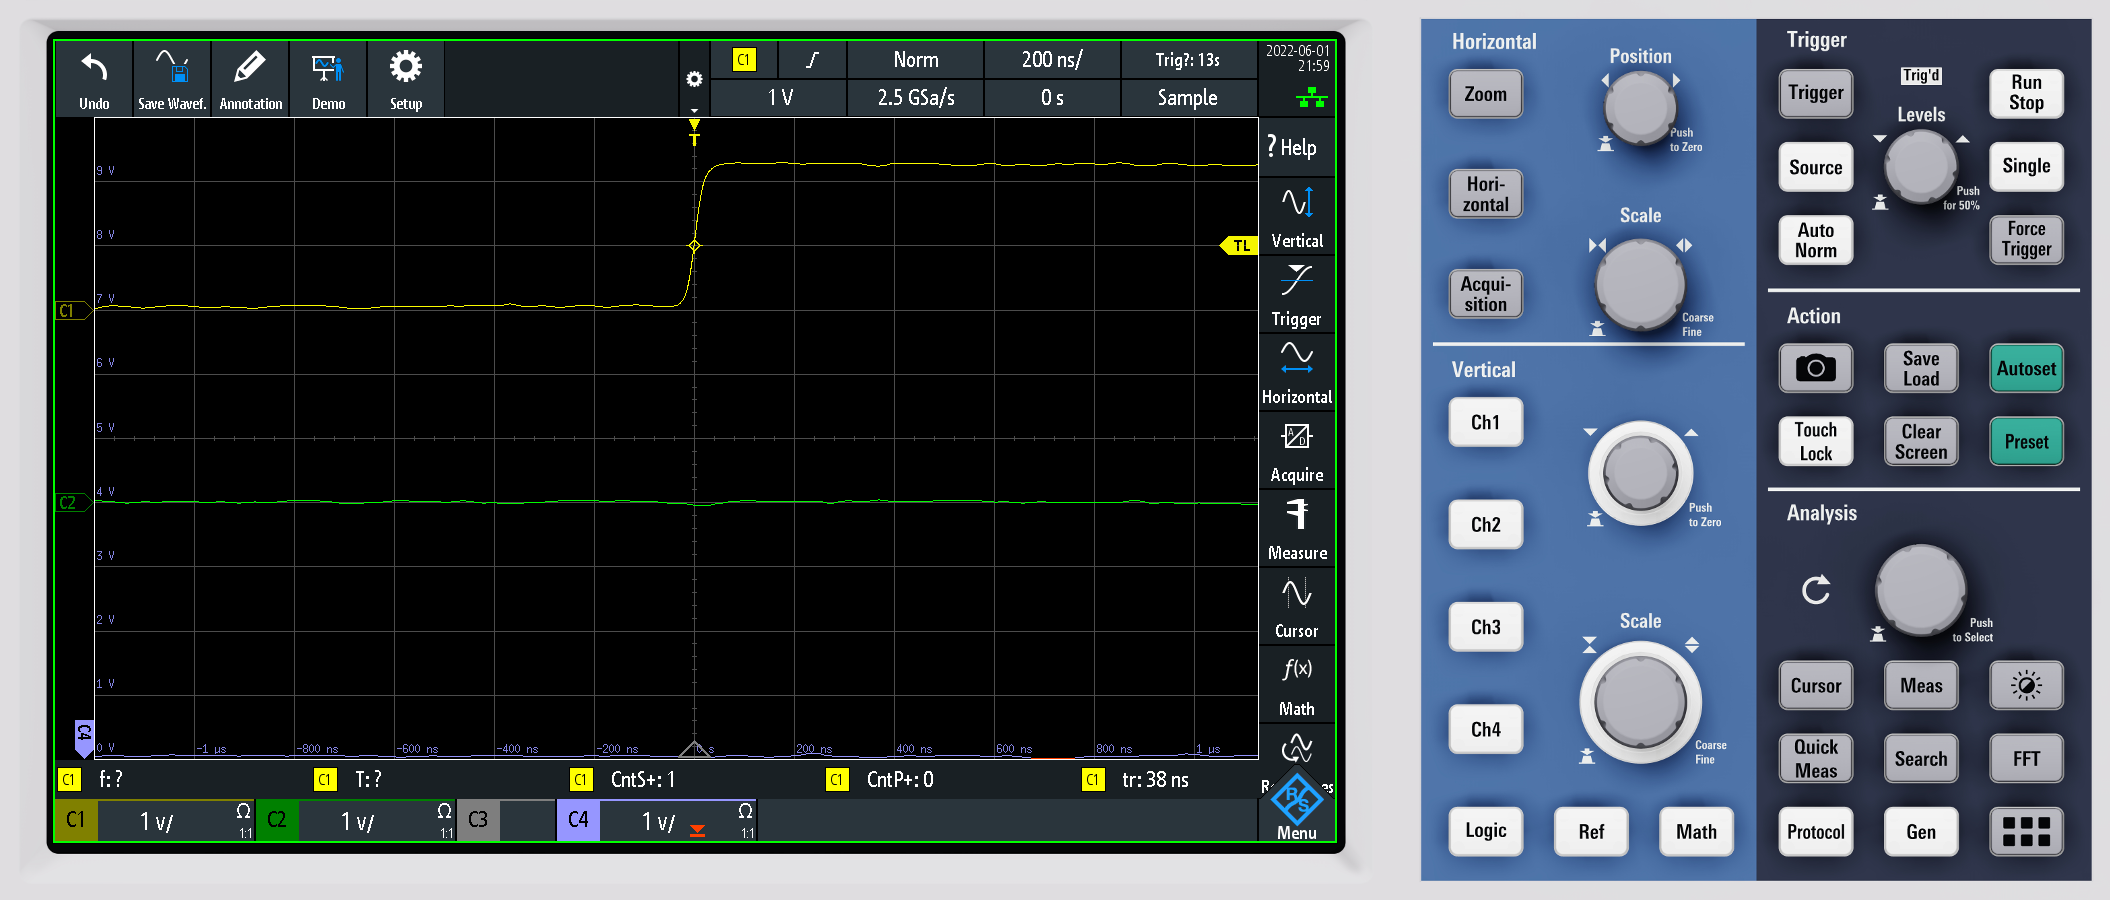 Undo
Save Wavef.
Annotation
Demo
Setup
C1
Norm
200 ns/
Trig?: 13s
2022-06-01
21:59
1 V
2.5 GSa/s
0 s
Sample
T
? Help
9 V
8 V
TL
Vertical
7 V
C1
Trigger
6 V
Horizontal
5 V
A
D
Acquire
4 V
C2
3 V
Measure
2 V
Cursor
1 V
f(x)
Math
C4
0 V
-1 µs
-800 ns
-600 ns
-400 ns
-200 ns
0 s
200 ns
400 ns
600 ns
800 ns
1 µs
C1
f: ?
C1
T: ?
C1
CntS+: 1
C1
CntP+: 0
C1
tr: 38 ns
R&S
C1
1 V/
Ω
1:1
C2
1 V/
Ω
1:1
C3
C4
1 V/
Ω
1:1
Menu
Horizontal
Position
Zoom
Push
to Zero
Hori-
zontal
Scale
Acqui-
sition
Coarse
Fine
Vertical
Ch1
Ch2
Push
to Zero
Ch3
Scale
Ch4
Coarse
Fine
Logic
Ref
Math
Trigger
Trig'd
Trigger
Run
Stop
Levels
Source
Single
Push
for 50%
Auto
Norm
Force
Trigger
Action
Save
Load
Autoset
Touch
Lock
Clear
Screen
Preset
Analysis
Push
to Select
Cursor
Meas
Quick
Meas
Search
FFT
Protocol
Gen